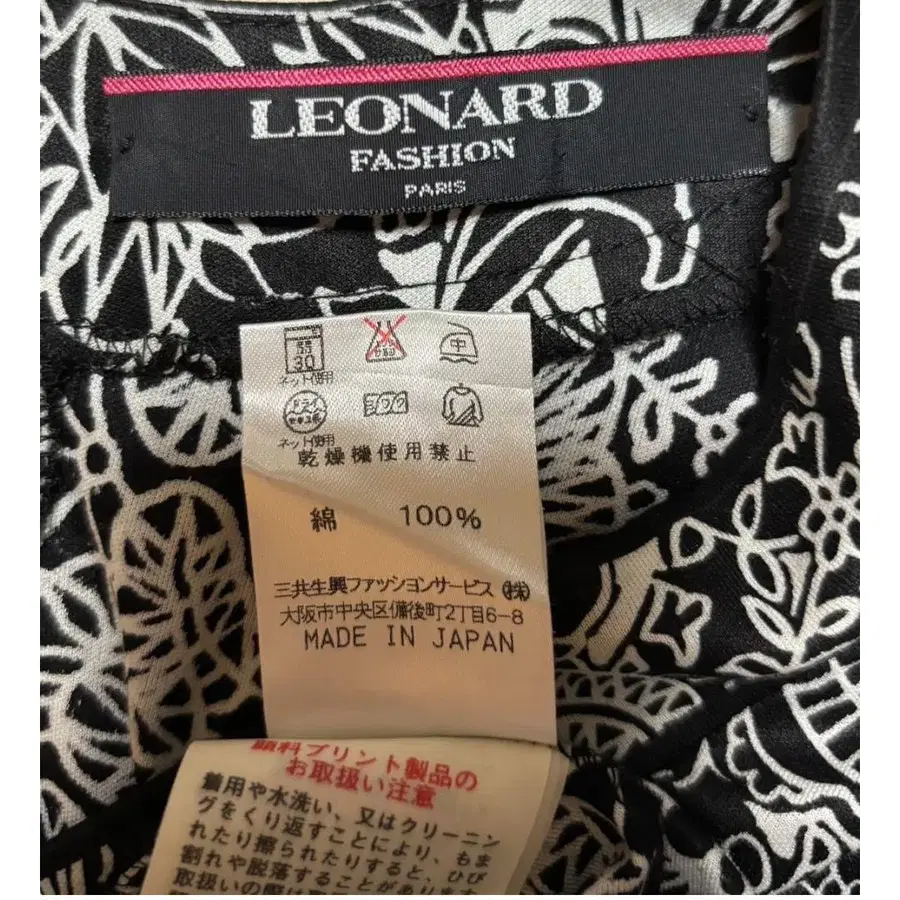 LEONARD
FASHION
PARIS
30
中
ネット使用
ドライ
ネット使用
乾燥機使用禁止
綿 100%
三共生興ファッションサービス㈱
大阪市中央区備後町2丁目6-8
MADE IN JAPAN
顔料プリント製品の
お取扱い注意
着用や水洗い、又はクリーニン
グをくり返すことにより、もま
れたり擦られたりすると、ひび
割れや脱落することがあります